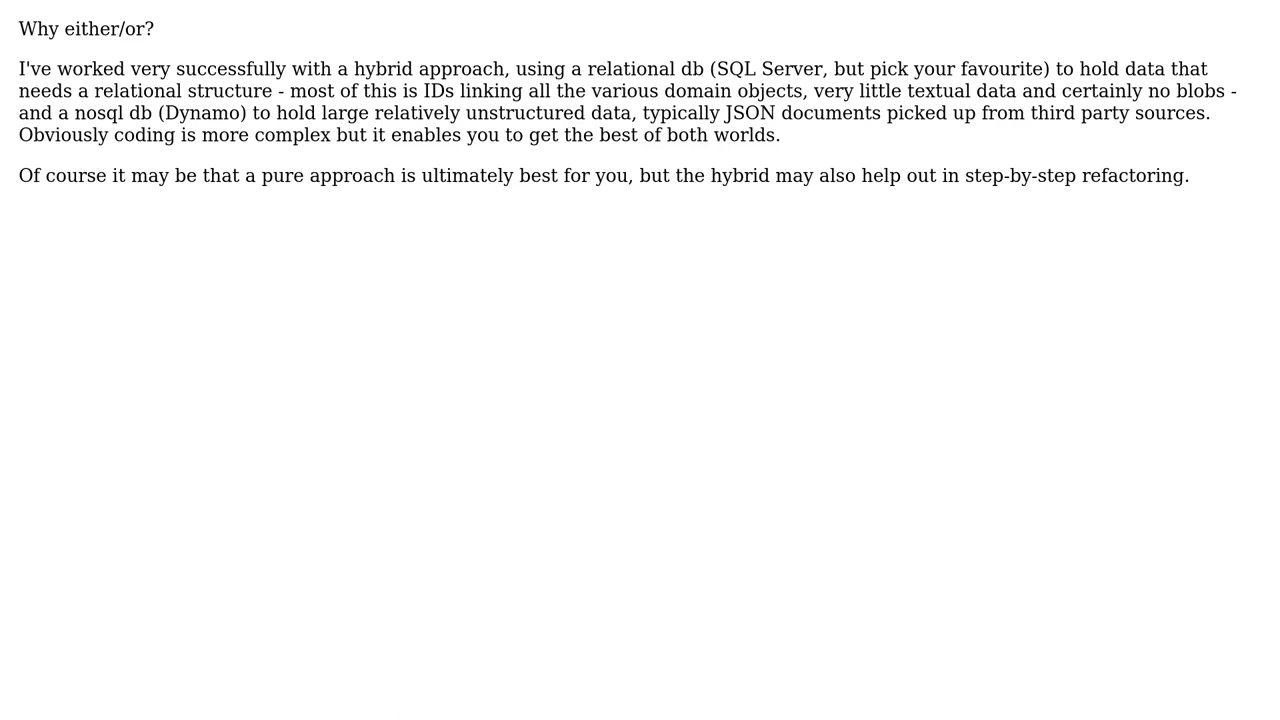 Why either/or?
I've worked very successfully with a hybrid approach, using a relational db (SQL Server, but pick your favourite) to hold data that
needs a relational structure - most of this is IDs linking all the various domain objects, very little textual data and certainly no blobs -
and a nosql db (Dynamo) to hold large relatively unstructured data, typically JSON documents picked up from third party sources.
Obviously coding is more complex but it enables you to get the best of both worlds.
Of course it may be that a pure approach is ultimately best for you, but the hybrid may also help out in step-by-step refactoring.